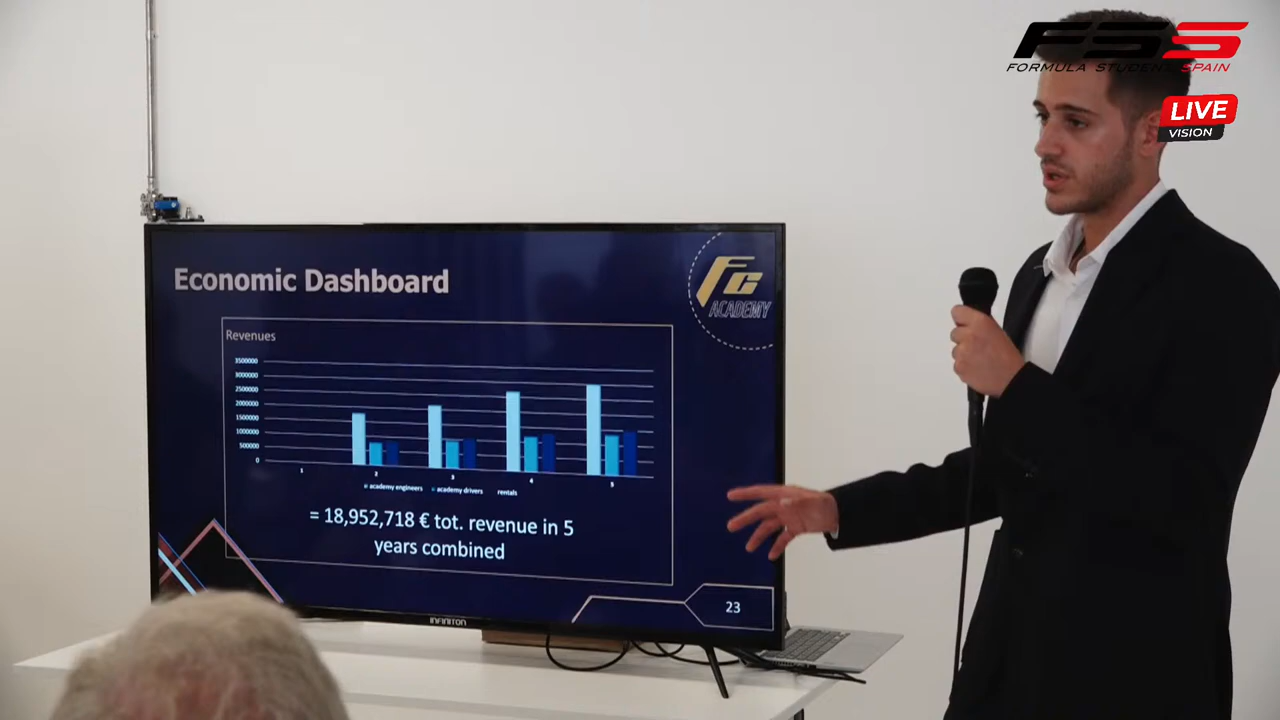 FSS
FORMULA STUDENT SPAIN
LIVE
VISION
Economic Dashboard
FC
ACADEMY
Revenues
3500000
3000000
2500000
2000000
1500000
1000000
500000
0
1
2
3
4
5
academy engineers
academy drivers
rentals
= 18,952,718 € tot. revenue in 5
years combined
23
INFINITON